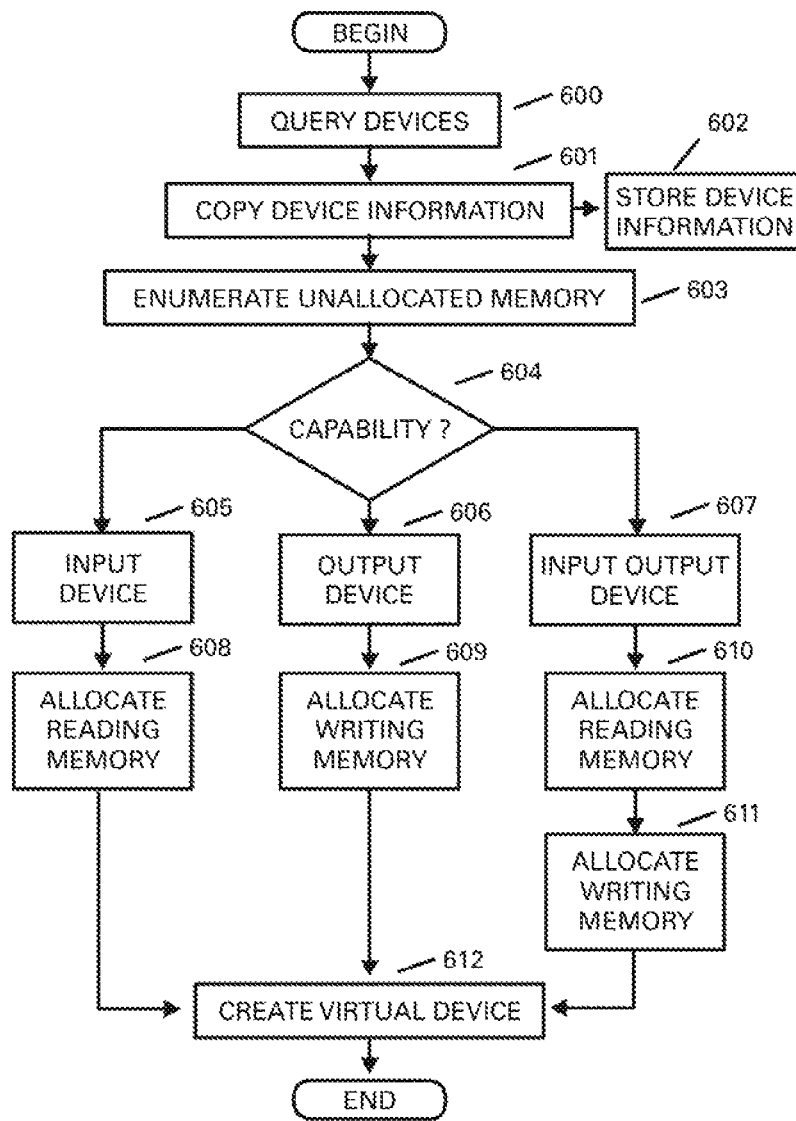 BEGIN
600
QUERY DEVICES
601
602
COPY DEVICE INFORMATION
STORE DEVICE
INFORMATION
ENUMERATE UNALLOCATED MEMORY
603
604
CAPABILITY ?
605
606
607
INPUT
DEVICE
OUTPUT
DEVICE
INPUT OUTPUT
DEVICE
608
609
610
ALLOCATE
READING
MEMORY
ALLOCATE
WRITING
MEMORY
ALLOCATE
READING
MEMORY
611
ALLOCATE
WRITING
MEMORY
612
CREATE VIRTUAL DEVICE
END